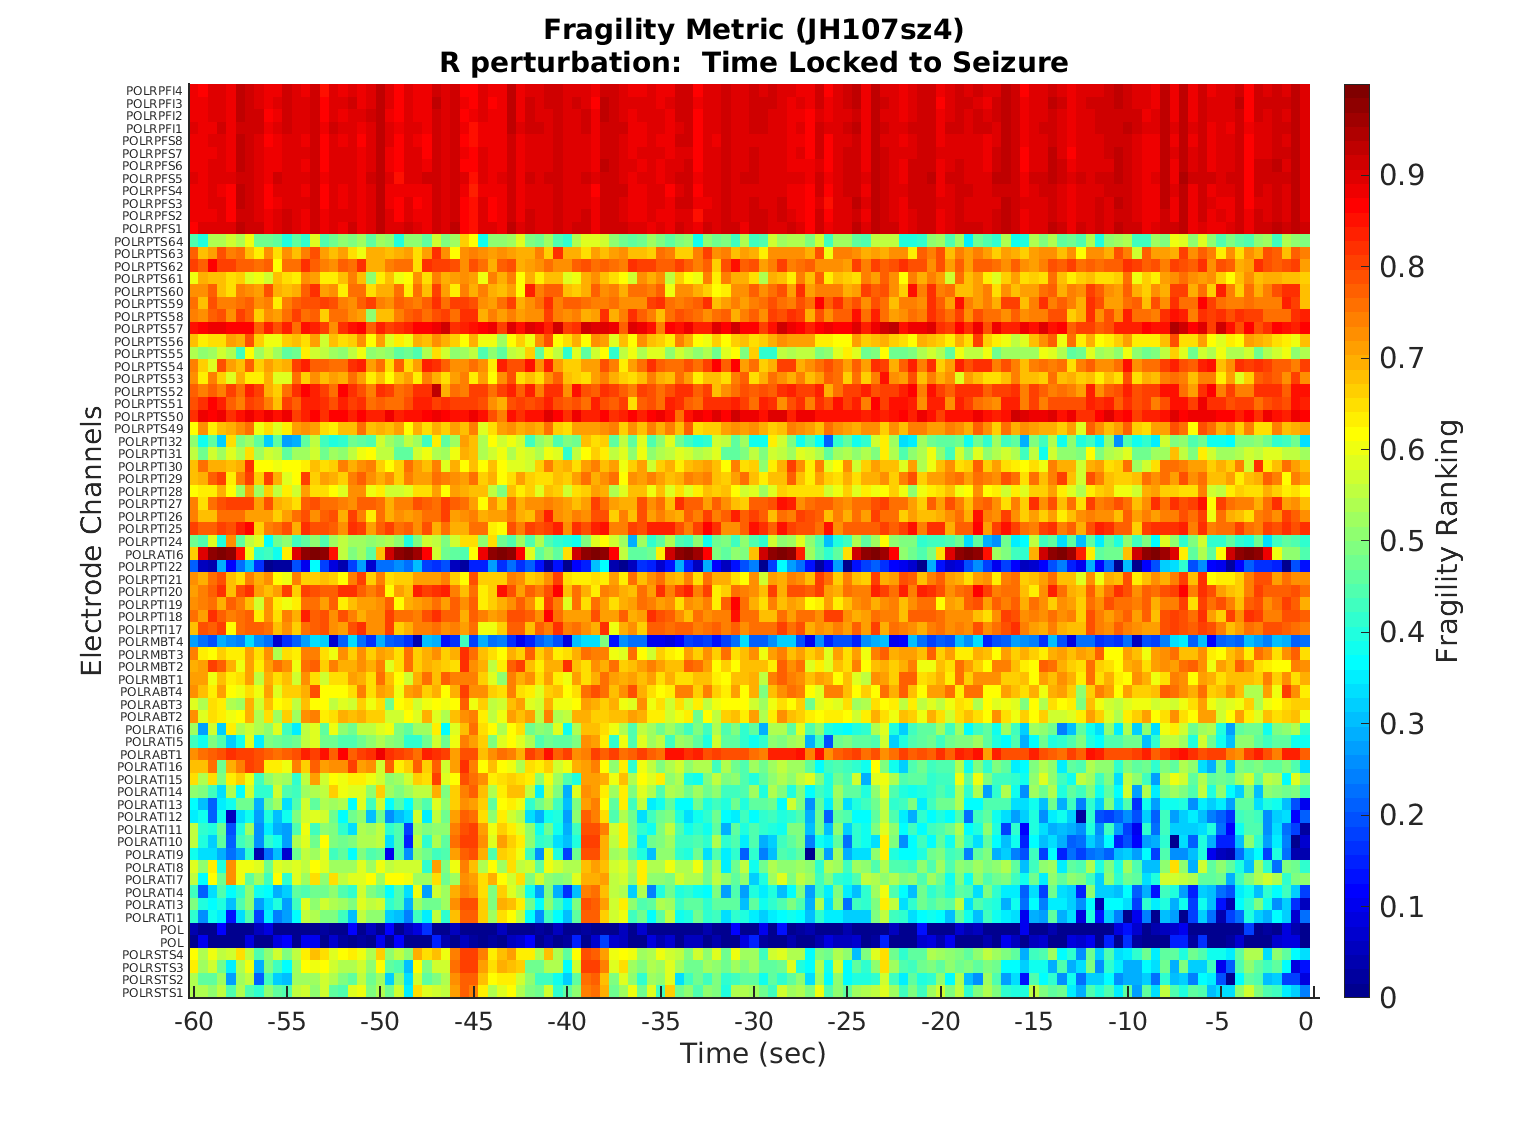 Fragility Metric (JH107sz4)
R perturbation:  Time Locked to Seizure
POLRPFI4
POLRPFI3
POLRPFI2
POLRPFI1
POLRPFS8
POLRPFS7
POLRPFS6
POLRPFS5
POLRPFS4
POLRPFS3
POLRPFS2
POLRPFS1
POLRPTS64
POLRPTS63
POLRPTS62
POLRPTS61
POLRPTS60
POLRPTS59
POLRPTS58
POLRPTS57
POLRPTS56
POLRPTS55
POLRPTS54
POLRPTS53
POLRPTS52
POLRPTS51
POLRPTS50
POLRPTS49
POLRPTI32
POLRPTI31
POLRPTI30
POLRPTI29
POLRPTI28
POLRPTI27
POLRPTI26
POLRPTI25
POLRPTI24
POLRATI6
POLRPTI22
POLRPTI21
POLRPTI20
POLRPTI19
POLRPTI18
POLRPTI17
POLRMBT4
POLRMBT3
POLRMBT2
POLRMBT1
POLRABT4
POLRABT3
POLRABT2
POLRATI6
POLRATI5
POLRABT1
POLRATI16
POLRATI15
POLRATI14
POLRATI13
POLRATI12
POLRATI11
POLRATI10
POLRATI9
POLRATI8
POLRATI7
POLRATI4
POLRATI3
POLRATI1
POL
POL
POLRSTS4
POLRSTS3
POLRSTS2
POLRSTS1
Electrode Channels
-60 -55 -50 -45 -40 -35 -30 -25 -20 -15 -10 -5 0
Time (sec)
0.9
0.8
0.7
0.6
0.5
0.4
0.3
0.2
0.1
0
Fragility Ranking